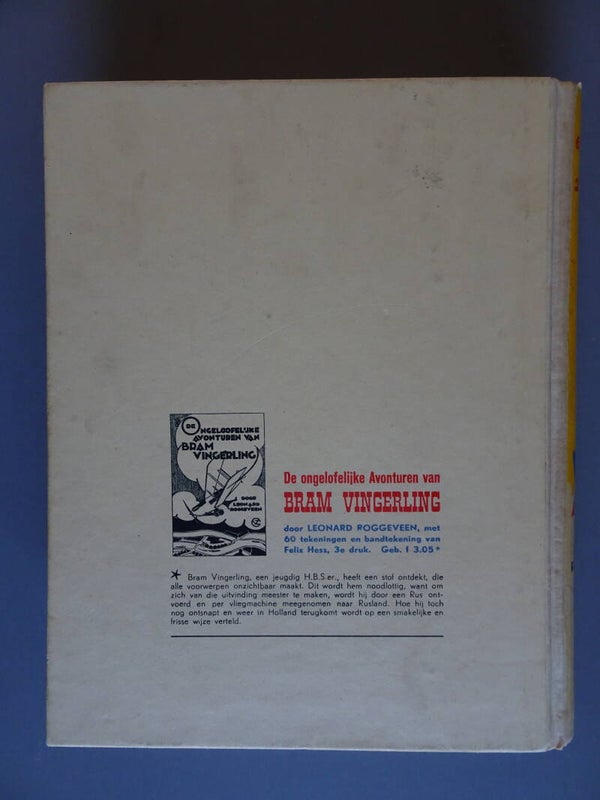 DE
ONGELOOFELIJKE
AVONTUREN VAN
BRAM
VINGERLING
DOOR
LEONARD
ROGGEVEEN
De ongelofelijke Avonturen van
BRAM VINGERLING
door LEONARD ROGGEVEEN, met
60 tekeningen en bandtekening van
Felix Hess, 3e druk. Geb. f 3.05*
* Bram Vingerling, een jeugdig H.B.S.er., heeft een stof ontdekt, die
alle voorwerpen onzichtbaar maakt. Dit wordt hem noodlottig, want om
zich van die uitvinding meester te maken, wordt hij door een Rus ont-
voerd en per vliegmachine meegenomen naar Rusland. Hoe hij toch
nog ontsnapt en weer in Holland terugkomt wordt op een smakelijke en
frisse wijze verteld.